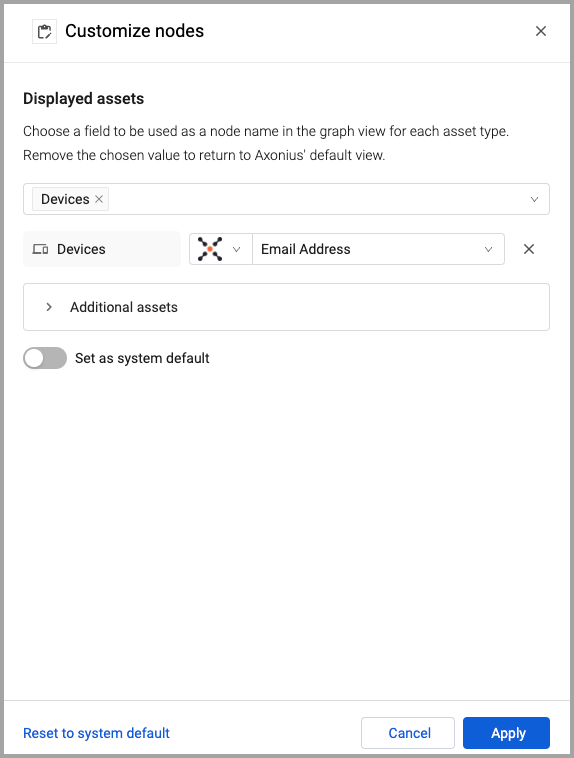 Customize nodes
Displayed assets
Choose a field to be used as a node name in the graph view for each asset type.
Remove the chosen value to return to Axonius' default view.
Devices
Devices Email Address
Additional assets
Set as system default
Reset to system default Cancel Apply